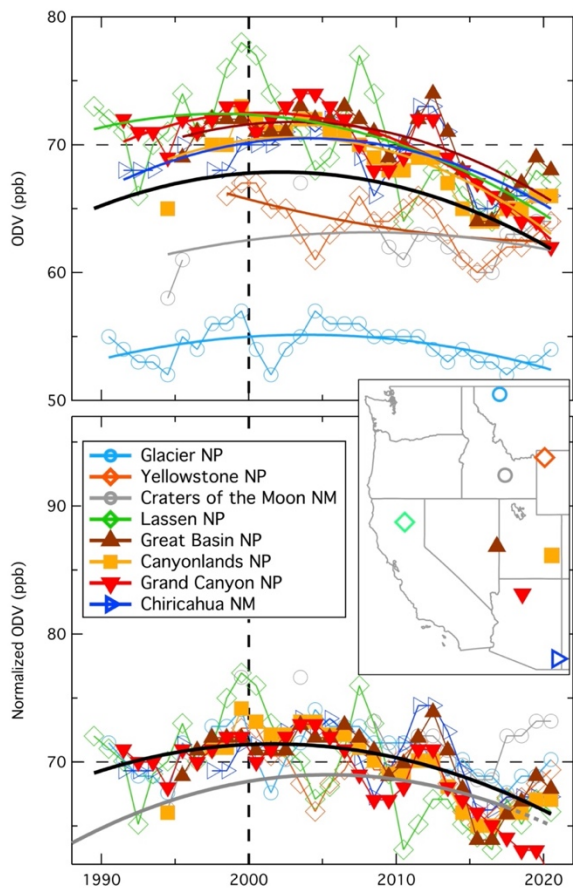 80
70
60
50
ODV (ppb)
90
80
70
Normalized ODV (ppb)
Glacier NP
Yellowstone NP
Craters of the Moon NM
Lassen NP
Great Basin NP
Canyonlands NP
Grand Canyon NP
Chiricahua NM
1990 2000 2010 2020